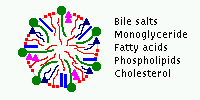 Bile salts
Monoglyceride
Fatty acids
Phospholipids
Cholesterol